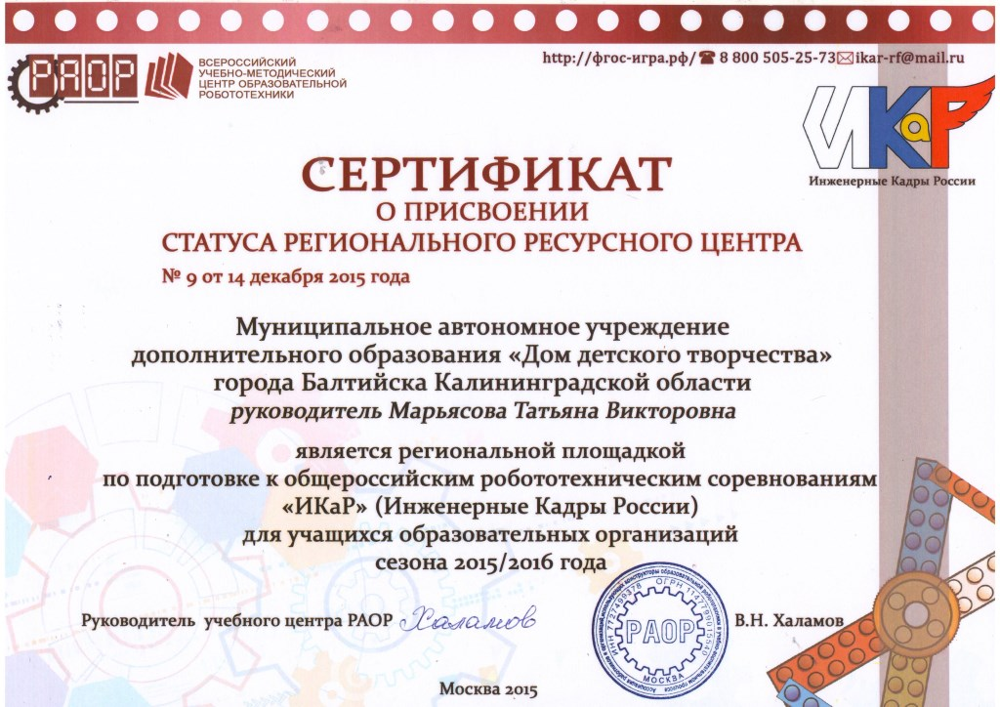 РАОР
ВСЕРОССИЙСКИЙ
УЧЕБНО-МЕТОДИЧЕСКИЙ
ЦЕНТР ОБРАЗОВАТЕЛЬНОЙ
РОБОТОТЕХНИКИ
http://фгос-игра.рф/ 8 800 505-25-73 ikar-rf@mail.ru
ИКаР
Инженерные Кадры России
СЕРТИФИКАТ
О ПРИСВОЕНИИ
СТАТУСА РЕГИОНАЛЬНОГО РЕСУРСНОГО ЦЕНТРА
№ 9 от 14 декабря 2015 года
Муниципальное автономное учреждение
дополнительного образования «Дом детского творчества»
города Балтийска Калининградской области
руководитель Марьясова Татьяна Викторовна
является региональной площадкой
по подготовке к общероссийским робототехническим соревнованиям
«ИКаР» (Инженерные Кадры России)
для учащихся образовательных организаций
сезона 2015/2016 года
Руководитель учебного центра РАОР Халамов
РАОР
МОСКВА
В.Н. Халамов
Москва 2015